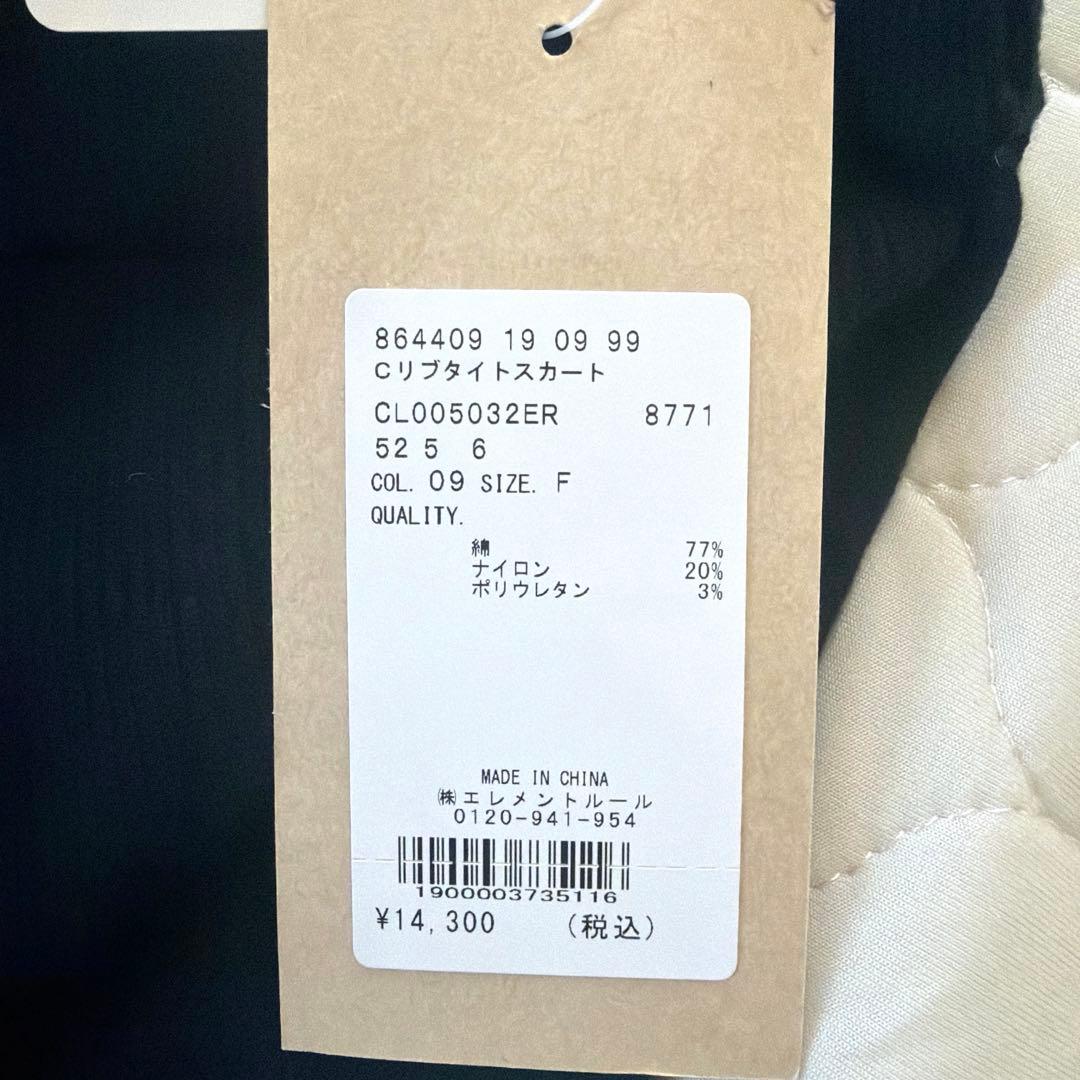 864409 19 09 99
Cリブタイトスカート
CL005032ER 8771
52 5 6
COL. 09 SIZE. F
QUALITY.
綿 77%
ナイロン 20%
ポリウレタン 3%
MADE IN CHINA
㈱エレメントルール
0120-941-954
1900003735116
¥14,300 (税込)